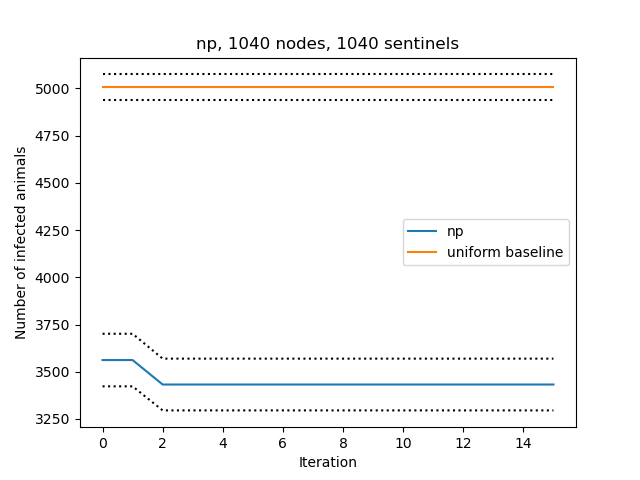 np, 1040 nodes, 1040 sentinels
5000
4750
4500
4250
4000
3750
3500
3250
Number of infected animals
np
uniform baseline
0 2 4 6 8 10 12 14
Iteration